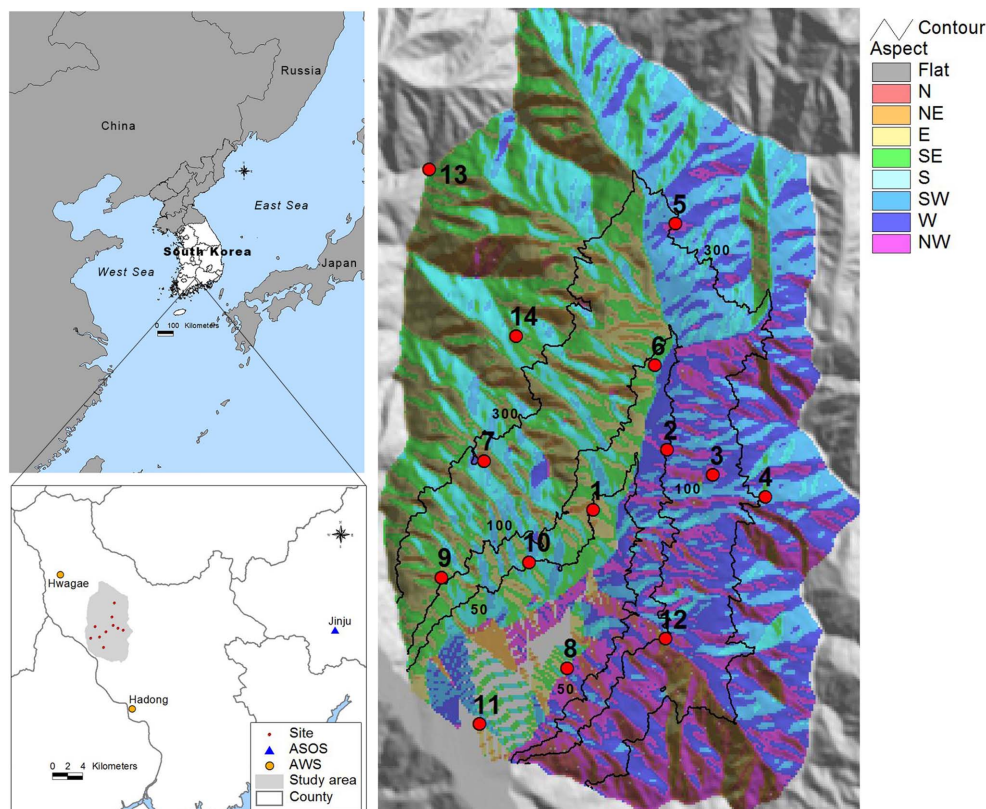 Russia
China
East Sea
South Korea
West Sea
Japan
0 100 Kilometers
Hwagae
Jinju
Hadong
Site
ASOS
AWS
Study area
County
0 2 4 Kilometers
13
5
300
14
6
300
7
2
3
100
4
1
100
10
9
50
12
8
50
11
Contour
Aspect
Flat
N
NE
E
SE
S
SW
W
NW